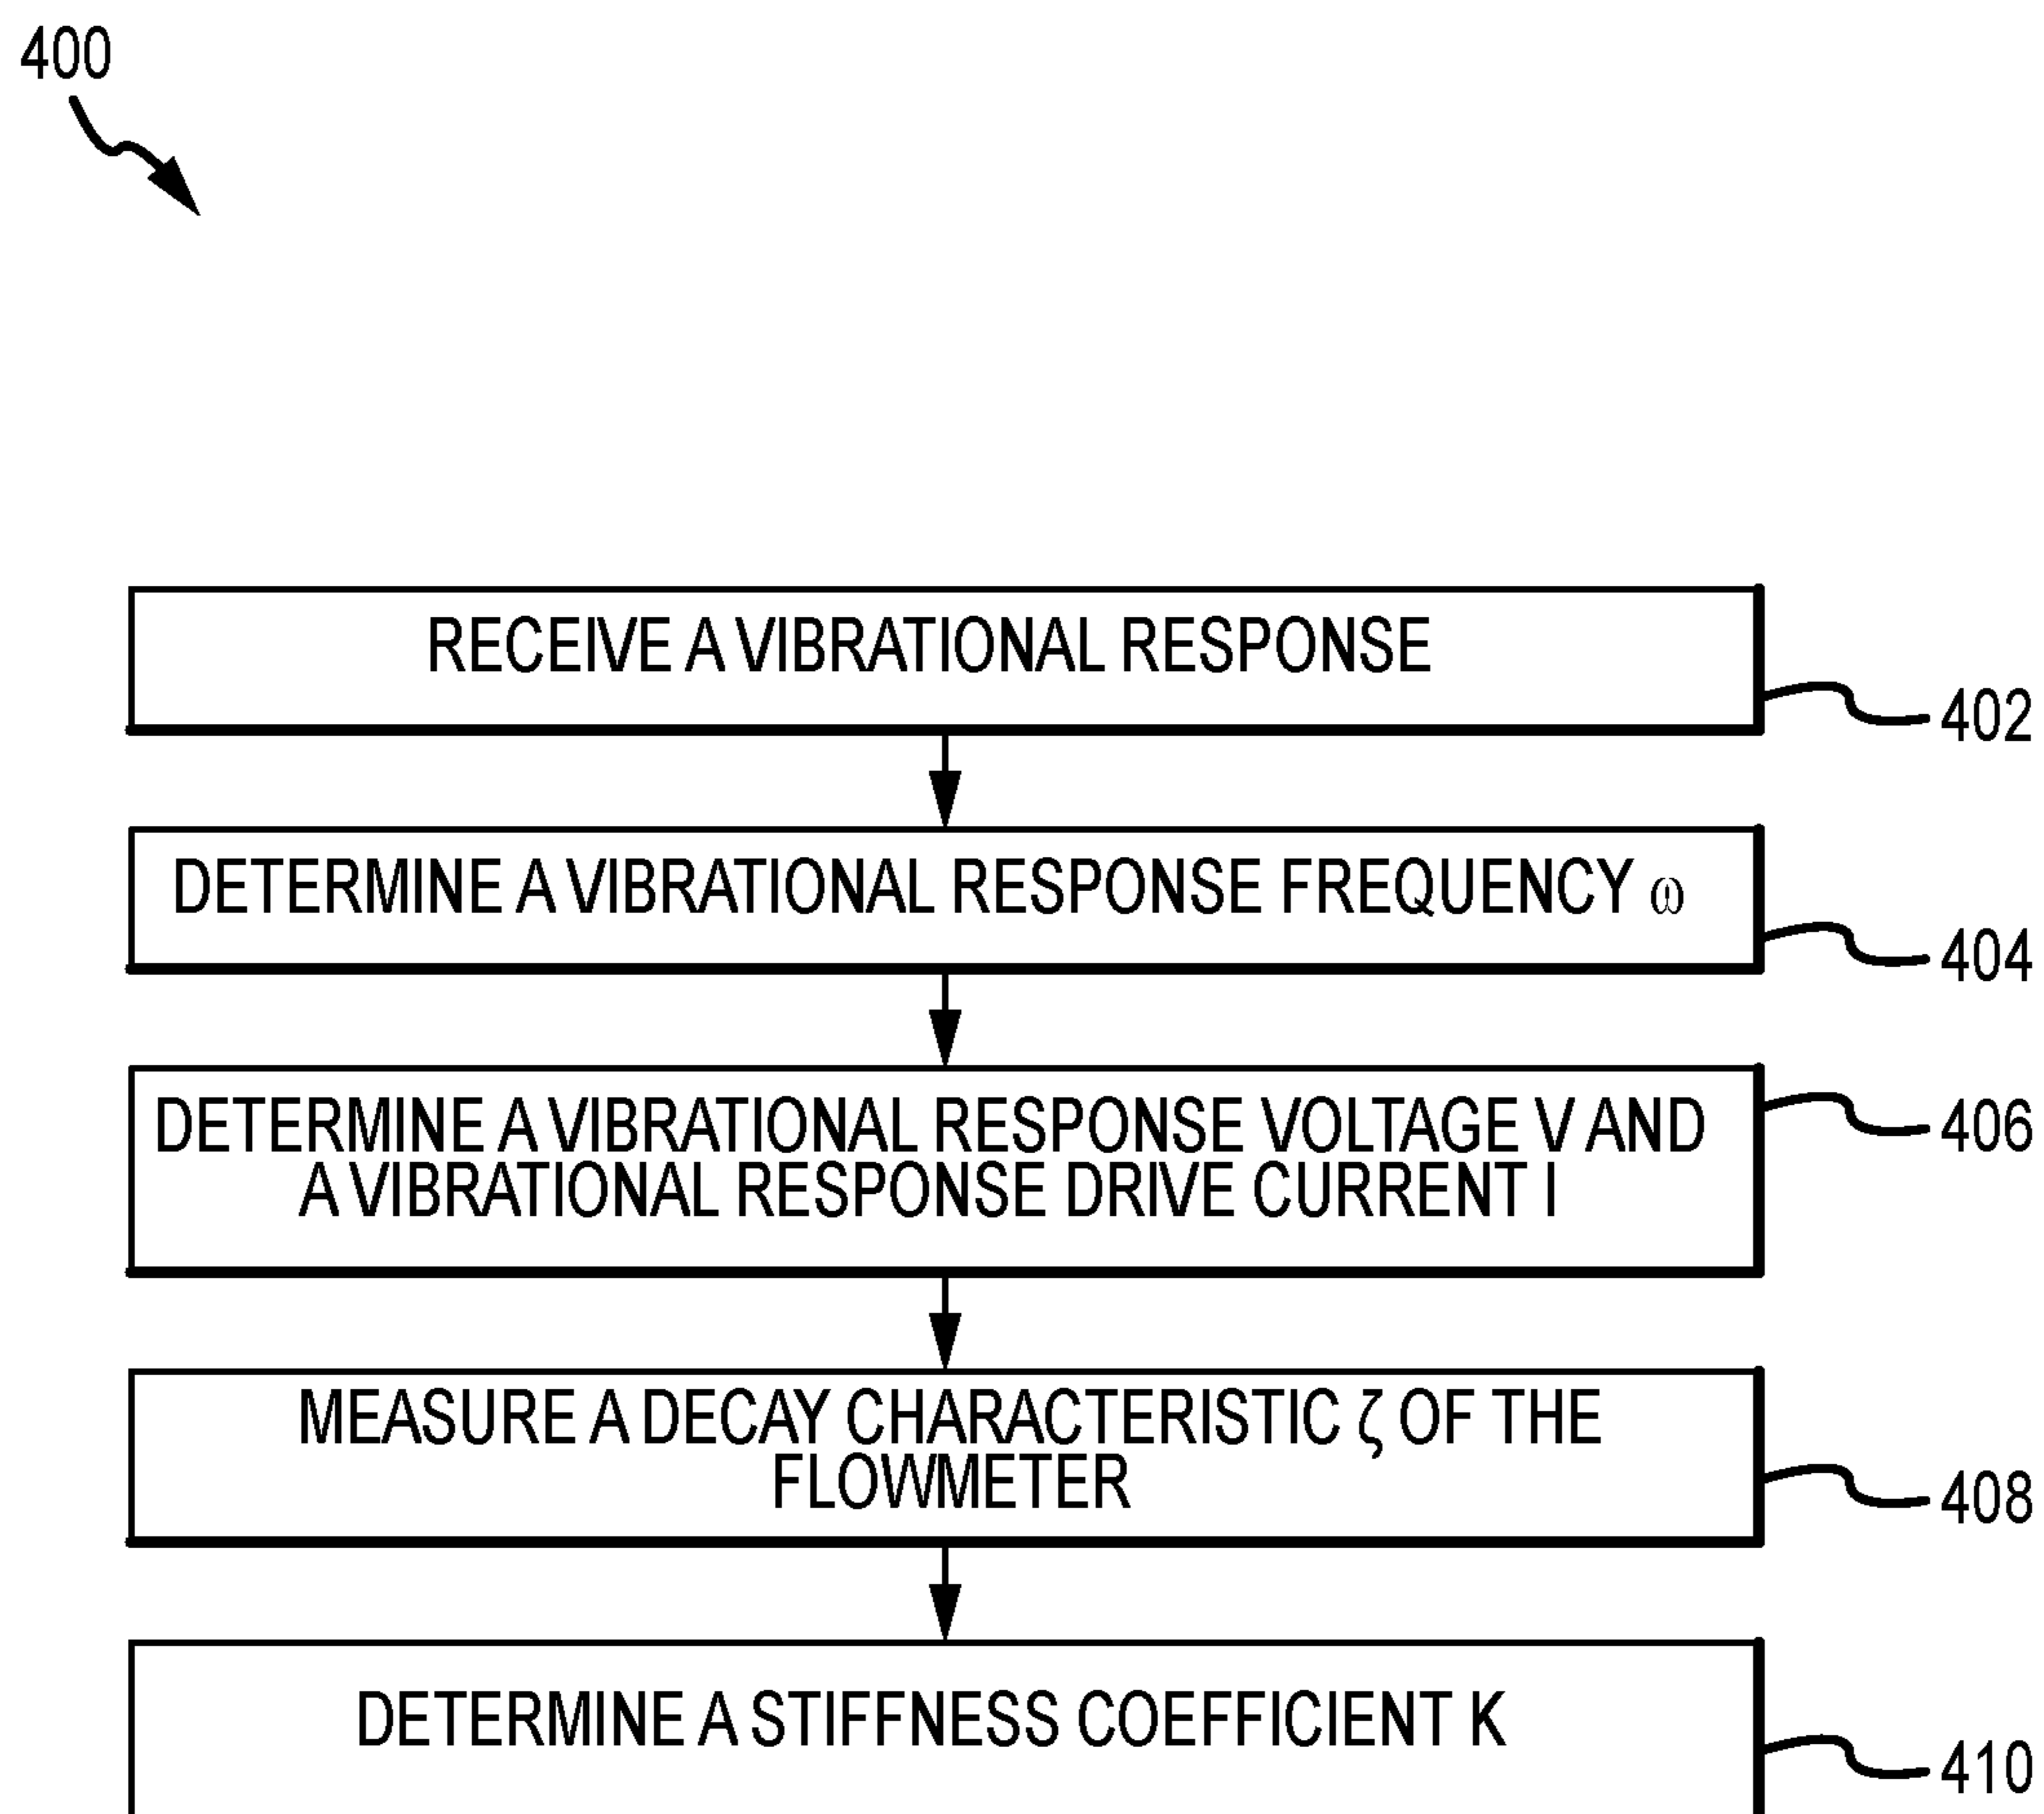 400
RECEIVE A VIBRATIONAL RESPONSE
402
DETERMINE A VIBRATIONAL RESPONSE FREQUENCY ω
404
DETERMINE A VIBRATIONAL RESPONSE VOLTAGE V AND
A VIBRATIONAL RESPONSE DRIVE CURRENT I
406
MEASURE A DECAY CHARACTERISTIC ζ OF THE
FLOWMETER
408
DETERMINE A STIFFNESS COEFFICIENT K
410